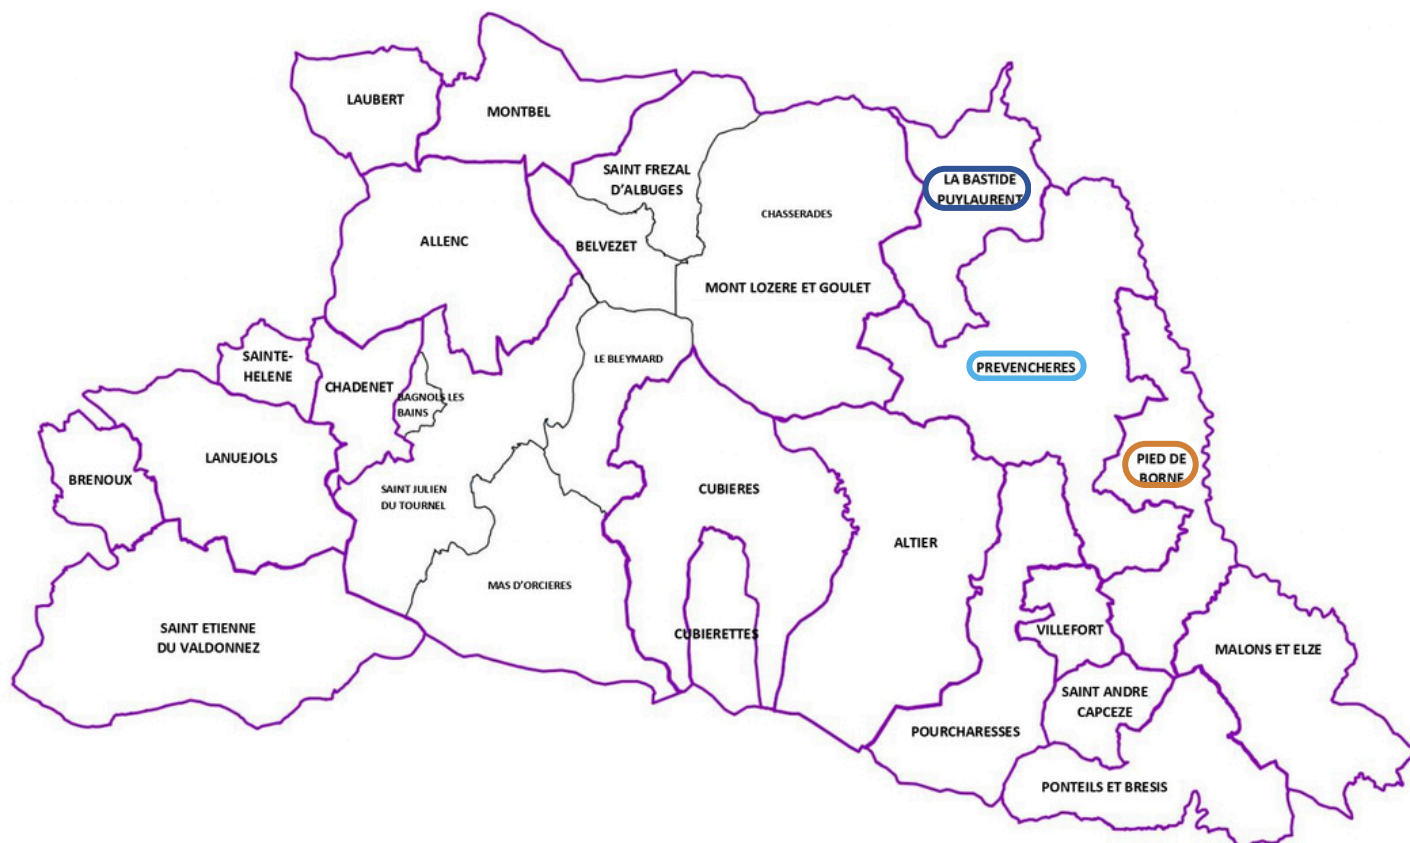 LAUBERT
MONTBEL
SAINT FREZAL
D'ALBUGES
LA BASTIDE
PUYLAURENT
CHASSERADES
ALLENC
BELVEZET
MONT LOZERE ET GOULET
SAINTE-
HELENE
CHADENET
LE BLEYMARD
PREVENCHERES
BAGNOLS LES
BAINS
LANUEJOLS
BRENOUX
PIED DE
BORNE
SAINT JULIEN
DU TOURNEL
CUBIERES
ALTIER
MAS D'ORCIERES
SAINT ETIENNE
DU VALDONNEZ
CUBIERETTES
VILLEFORT
MALONS ET ELZE
SAINT ANDRE
CAPCEZE
POURCHARESSES
PONTEILS ET BRESIS